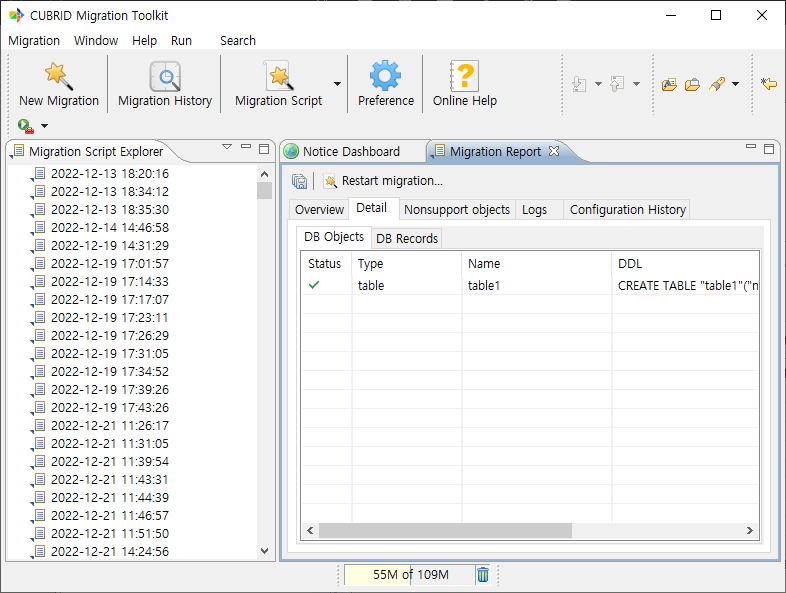 CUBRID Migration Toolkit
Migration Window Help Run Search
New Migration Migration History Migration Script Preference Online Help
Migration Script Explorer
2022-12-13 18:20:16
2022-12-13 18:34:12
2022-12-13 18:35:30
2022-12-14 14:46:58
2022-12-19 14:31:29
2022-12-19 17:01:57
2022-12-19 17:14:33
2022-12-19 17:17:07
2022-12-19 17:23:11
2022-12-19 17:26:29
2022-12-19 17:31:05
2022-12-19 17:34:52
2022-12-19 17:39:26
2022-12-19 17:43:26
2022-12-21 11:26:17
2022-12-21 11:31:05
2022-12-21 11:39:54
2022-12-21 11:43:31
2022-12-21 11:44:39
2022-12-21 11:46:57
2022-12-21 11:51:50
2022-12-21 14:24:56
Notice Dashboard Migration Report
Restart migration...
Overview Detail Nonsupport objects Logs Configuration History
DB Objects DB Records
Status Type Name DDL
table table1 CREATE TABLE "table1"("n
55M of 109M